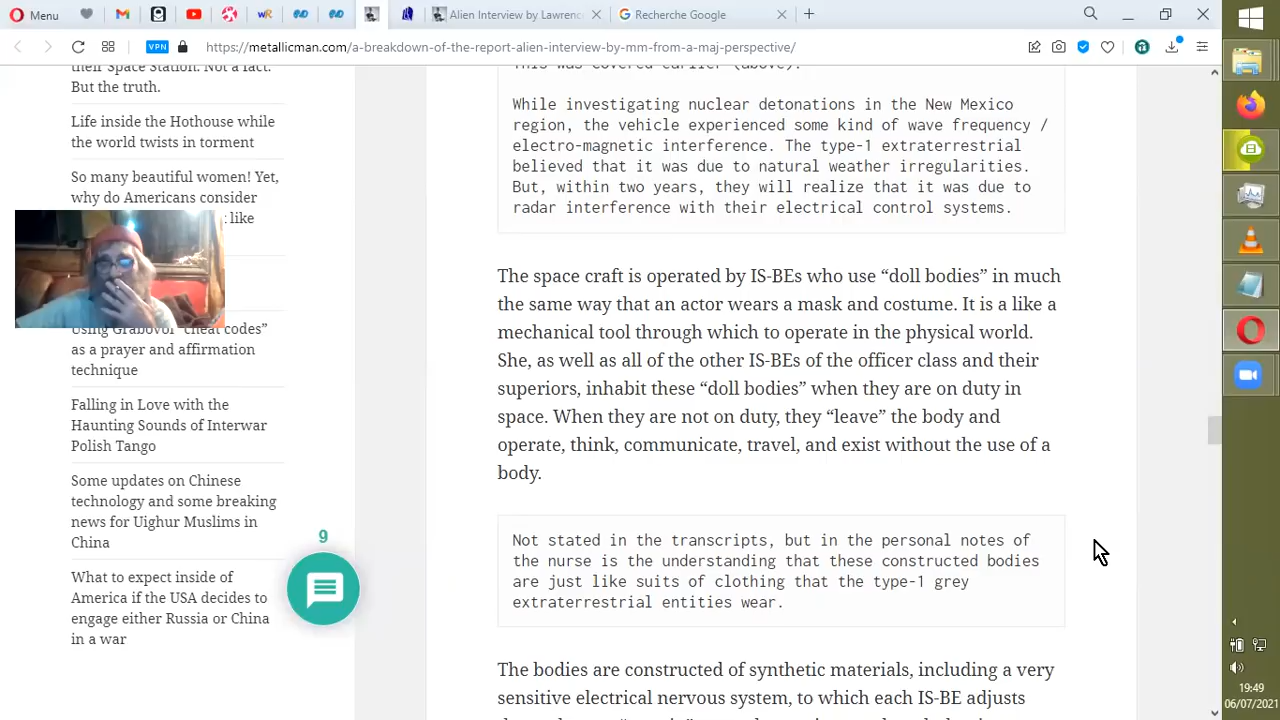 Menu
Alien Interview by Lawrenc
Recherche Google
VPN
https://metallicman.com/a-breakdown-of-the-report-alien-interview-by-mm-from-a-maj-perspective/
their Space Station. Not a fact.
But the truth.
Life inside the Hothouse while
the world twists in torment
So many beautiful women! Yet,
why do Americans consider
like
Using Grabovoi “cheat codes”
as a prayer and affirmation
technique
Falling in Love with the
Haunting Sounds of Interwar
Polish Tango
Some updates on Chinese
technology and some breaking
news for Uighur Muslims in
China
What to expect inside of
America if the USA decides to
engage either Russia or China
in a war
9
This was covered earlier (above).
While investigating nuclear detonations in the New Mexico
region, the vehicle experienced some kind of wave frequency /
electro-magnetic interference. The type-1 extraterrestrial
believed that it was due to natural weather irregularities.
But, within two years, they will realize that it was due to
radar interference with their electrical control systems.
The space craft is operated by IS-BEs who use “doll bodies” in much
the same way that an actor wears a mask and costume. It is a like a
mechanical tool through which to operate in the physical world.
She, as well as all of the other IS-BEs of the officer class and their
superiors, inhabit these “doll bodies” when they are on duty in
space. When they are not on duty, they “leave” the body and
operate, think, communicate, travel, and exist without the use of a
body.
Not stated in the transcripts, but in the personal notes of
the nurse is the understanding that these constructed bodies
are just like suits of clothing that the type-1 grey
extraterrestrial entities wear.
The bodies are constructed of synthetic materials, including a very
sensitive electrical nervous system, to which each IS-BE adjusts
19:49
06/07/2021